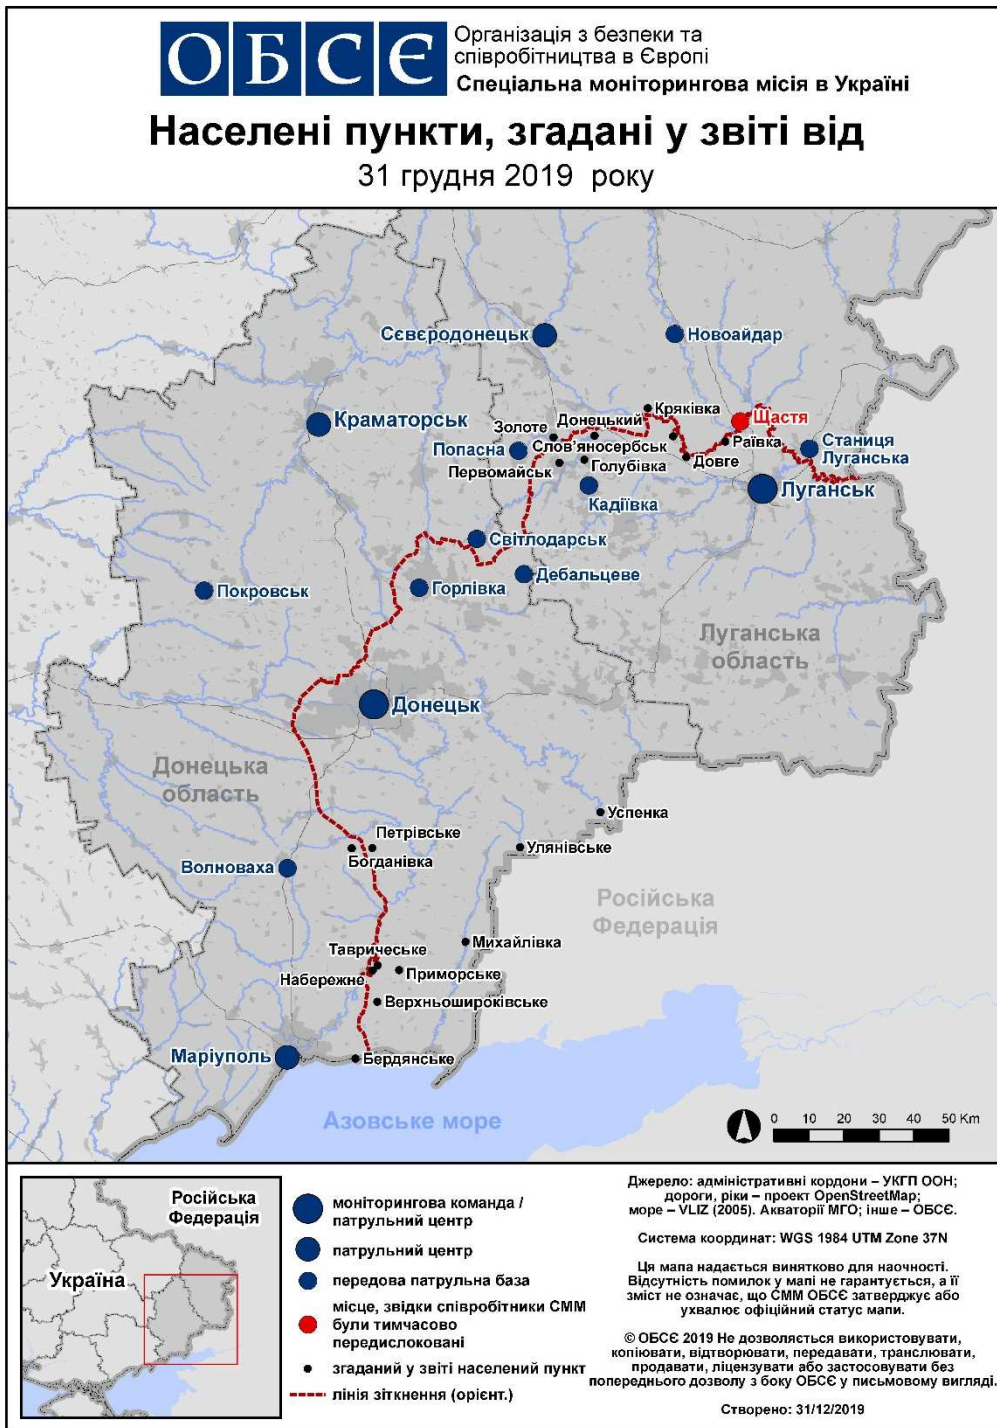 ОБСЄ
Організація з безпеки та
співробітництва в Європі
Спеціальна моніторингова місія в Україні
Населені пункти, згадані у звіті від
31 грудня 2019 року
Сєвєродонецьк
Новоайдар
Краматорськ
Кряківка
Щастя
Золоте
Донецький
Попасна
Слов'яносербськ
Раївка
Станиця
Луганська
Первомайськ
Голубівка
Довге
Луганськ
Кадіївка
Світлодарськ
Дебальцеве
Покровськ
Горлівка
Луганська
область
Донецьк
Донецька
область
Успенка
Петрівське
Улянівське
Богданівка
Волноваха
Російська
Федерація
Михайлівка
Тавричеське
Набережне
Приморське
Верхньошироківське
Маріуполь
Бердянське
Азовське море
0 10 20 30 40 50 Km
Російська
Федерація
Україна
моніторингова команда /
патрульний центр
патрульний центр
передова патрульна база
місце, звідки співробітники СММ
були тимчасово
передислоковані
згаданий у звіті населений пункт
лінія зіткнення (орієнт.)
Джерело: адміністративні кордони – УКГП ООН;
дороги, ріки – проект OpenStreetMap;
море – VLIZ (2005). Акваторії МГО; інше – ОБСЄ.
Система координат: WGS 1984 UTM Zone 37N
Ця мапа надається винятково для наочності.
Відсутність помилок у мапі не гарантується, а її
зміст не означає, що СММ ОБСЄ затверджує або
ухвалює офіційний статус мапи.
© ОБСЄ 2019 Не дозволяється використовувати,
копіювати, відтворювати, передавати, транслювати,
продавати, ліцензувати або застосовувати без
попереднього дозволу з боку ОБСЄ у письмовому вигляді.
Створено: 31/12/2019